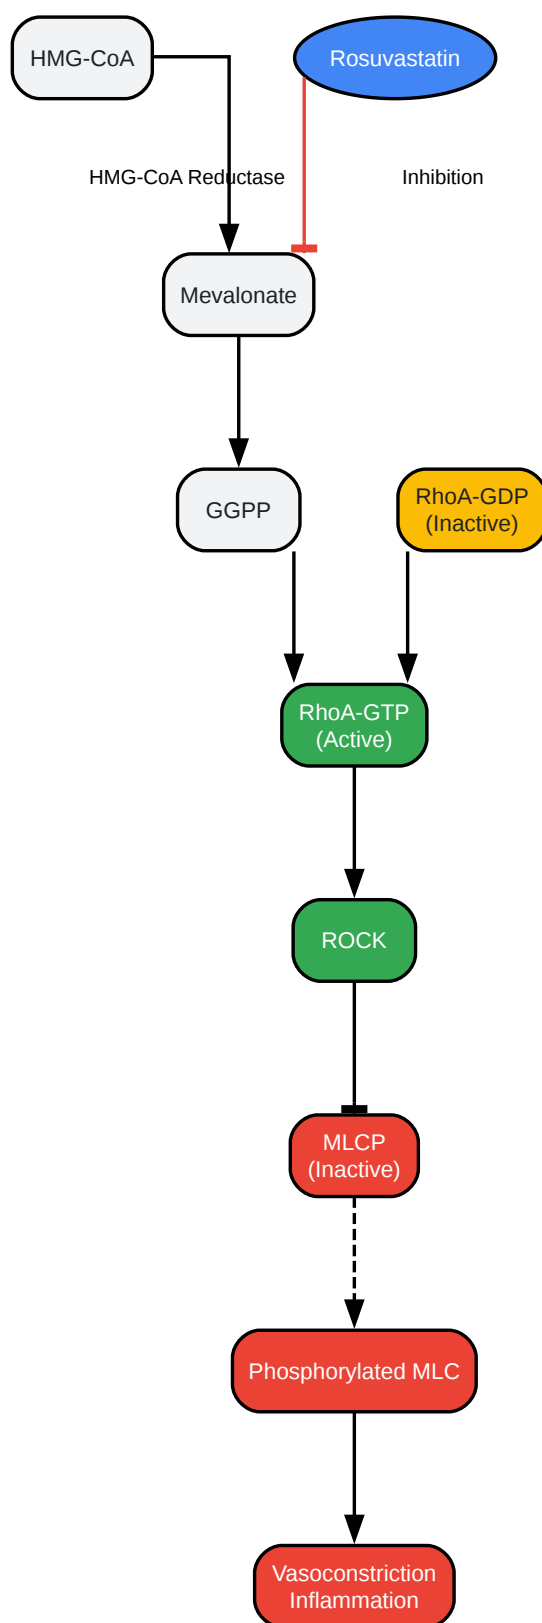 HMG-CoA
Rosuvastatin
HMG-CoA Reductase
Inhibition
Mevalonate
GGPP
RhoA-GDP
(Inactive)
RhoA-GTP
(Active)
ROCK
MLCP
(Inactive)
Phosphorylated MLC
Vasoconstriction
Inflammation